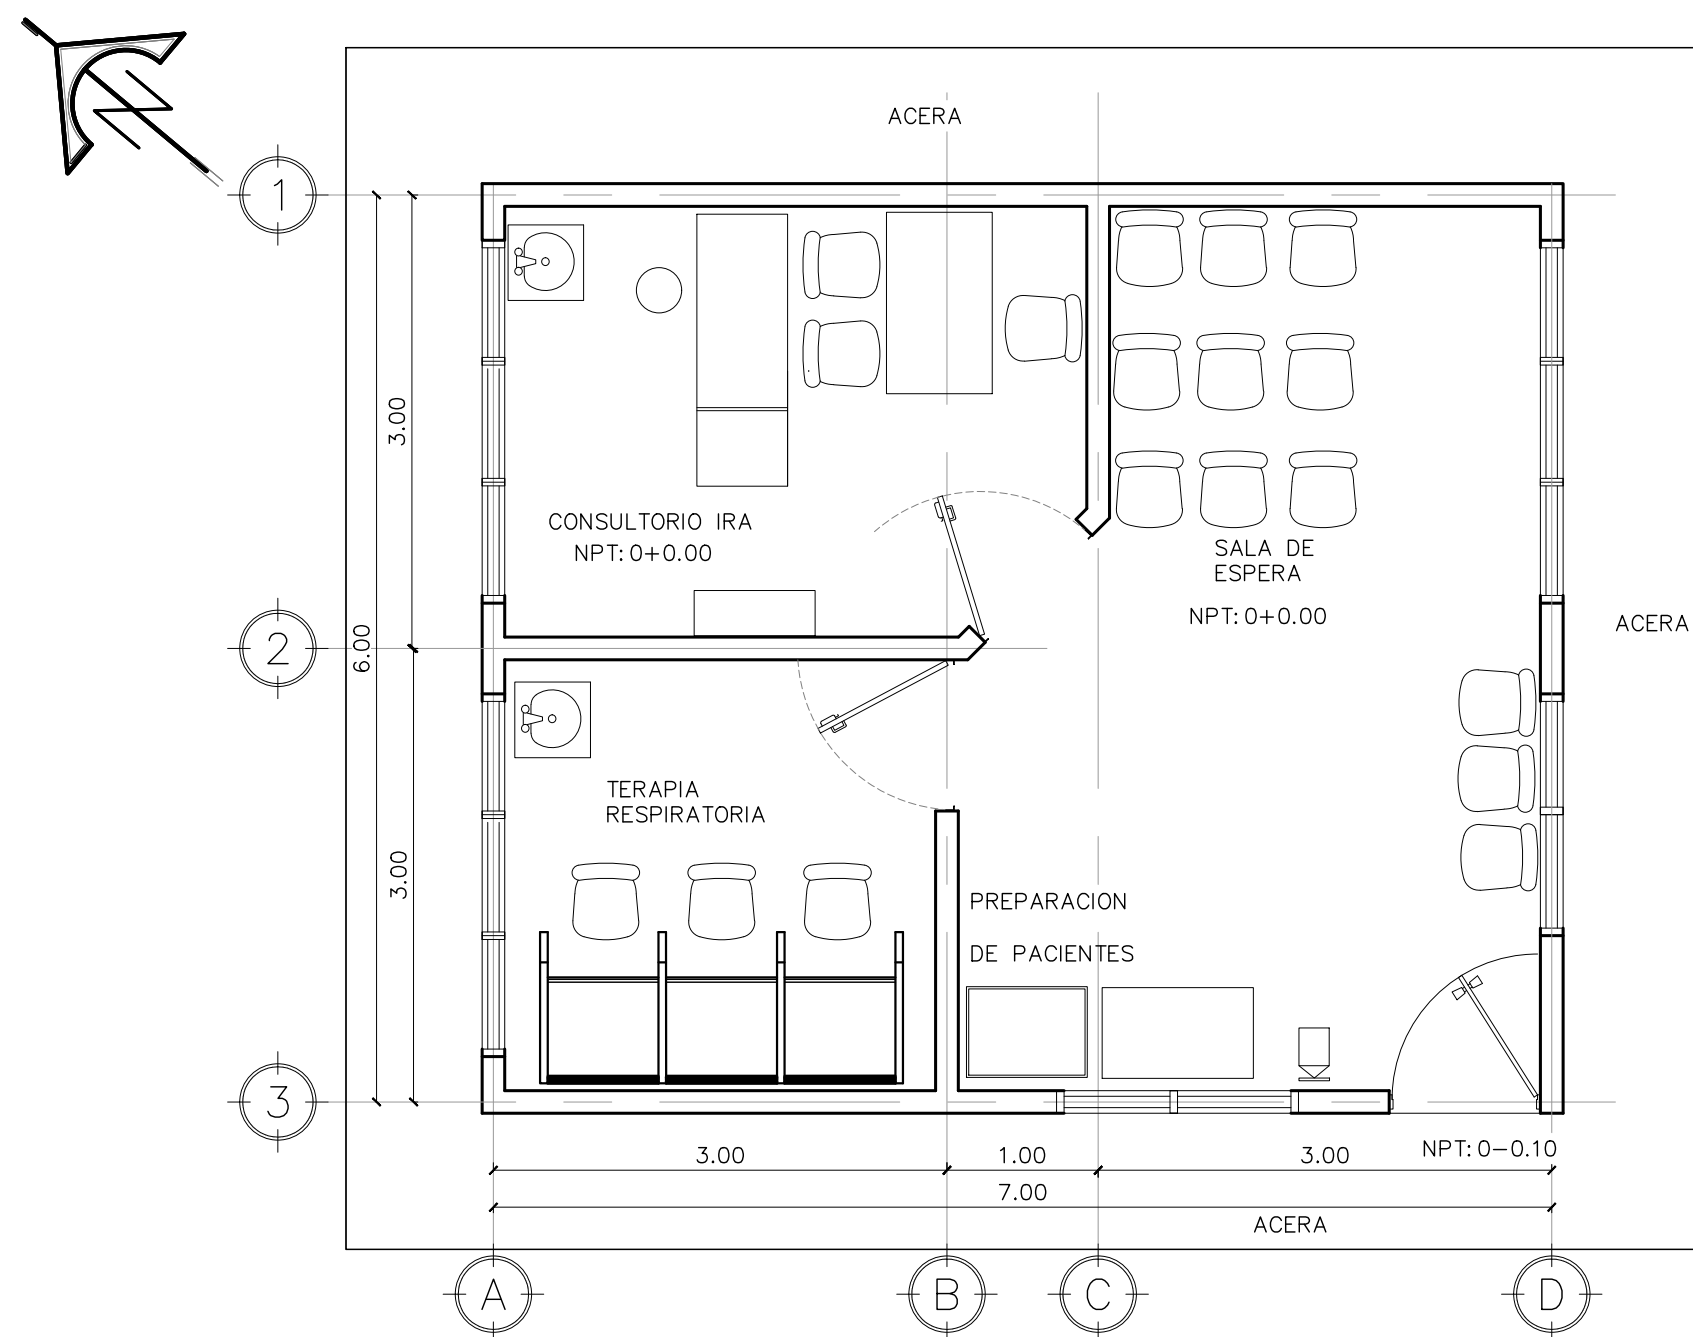 N
ACERA
1
3.00
CONSULTORIO IRA
NPT: 0+0.00
SALA DE
ESPERA
NPT: 0+0.00
ACERA
2
6.00
TERAPIA
RESPIRATORIA
3.00
PREPARACION
DE PACIENTES
3
NPT: 0-0.10
3.00
1.00
3.00
7.00
ACERA
A
B
C
D